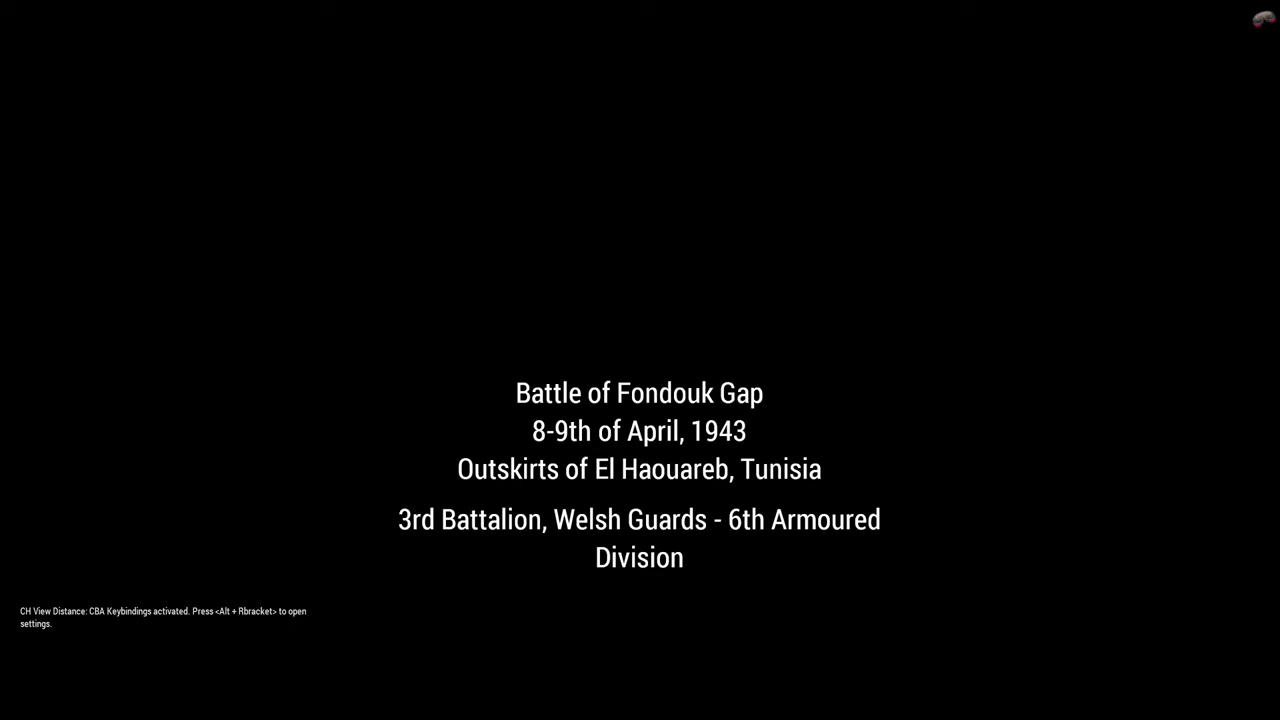 Battle of Fondouk Gap
8-9th of April, 1943
Outskirts of El Haouareb, Tunisia
3rd Battalion, Welsh Guards - 6th Armoured
Division
CH View Distance: CBA Keybindings activated. Press <Alt + Rbracket> to open
settings.